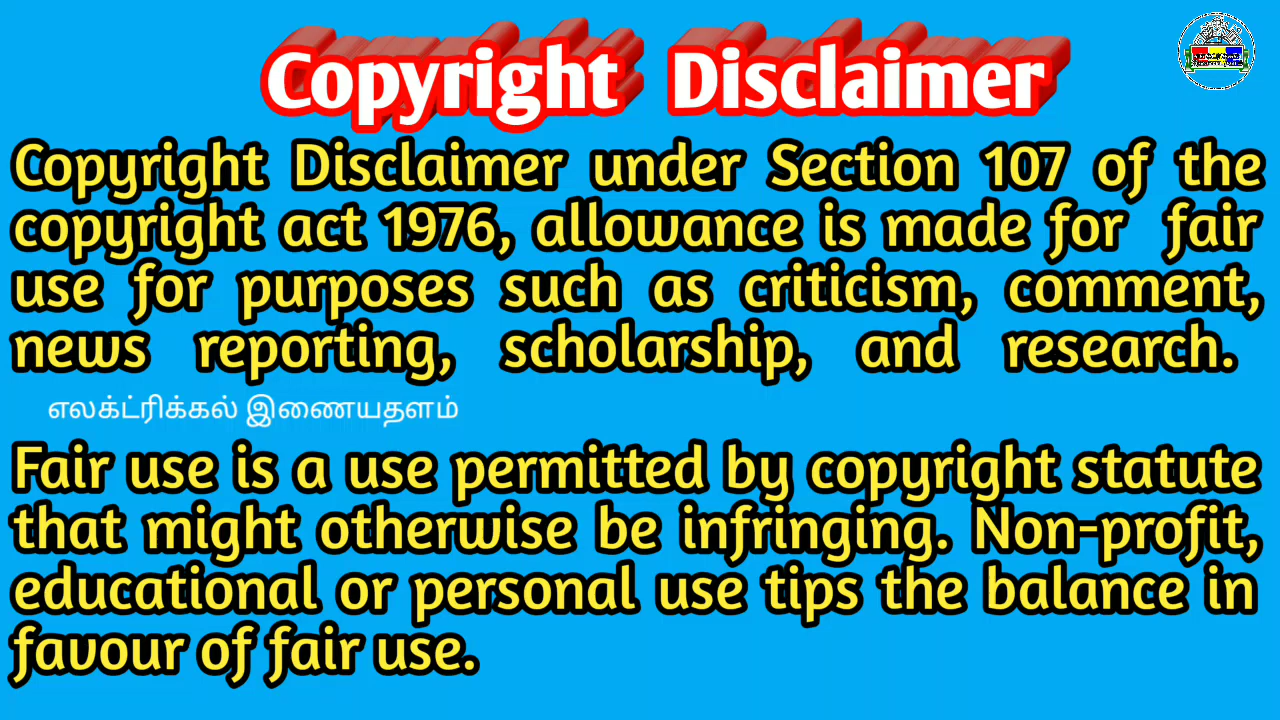 Copyright Disclaimer
Copyright Disclaimer under Section 107 of the
copyright act 1976, allowance is made for fair
use for purposes such as criticism, comment,
news reporting, scholarship, and research.
எலக்ட்ரிக்கல் இணையதளம்
Fair use is a use permitted by copyright statute
that might otherwise be infringing. Non-profit,
educational or personal use tips the balance in
favour of fair use.